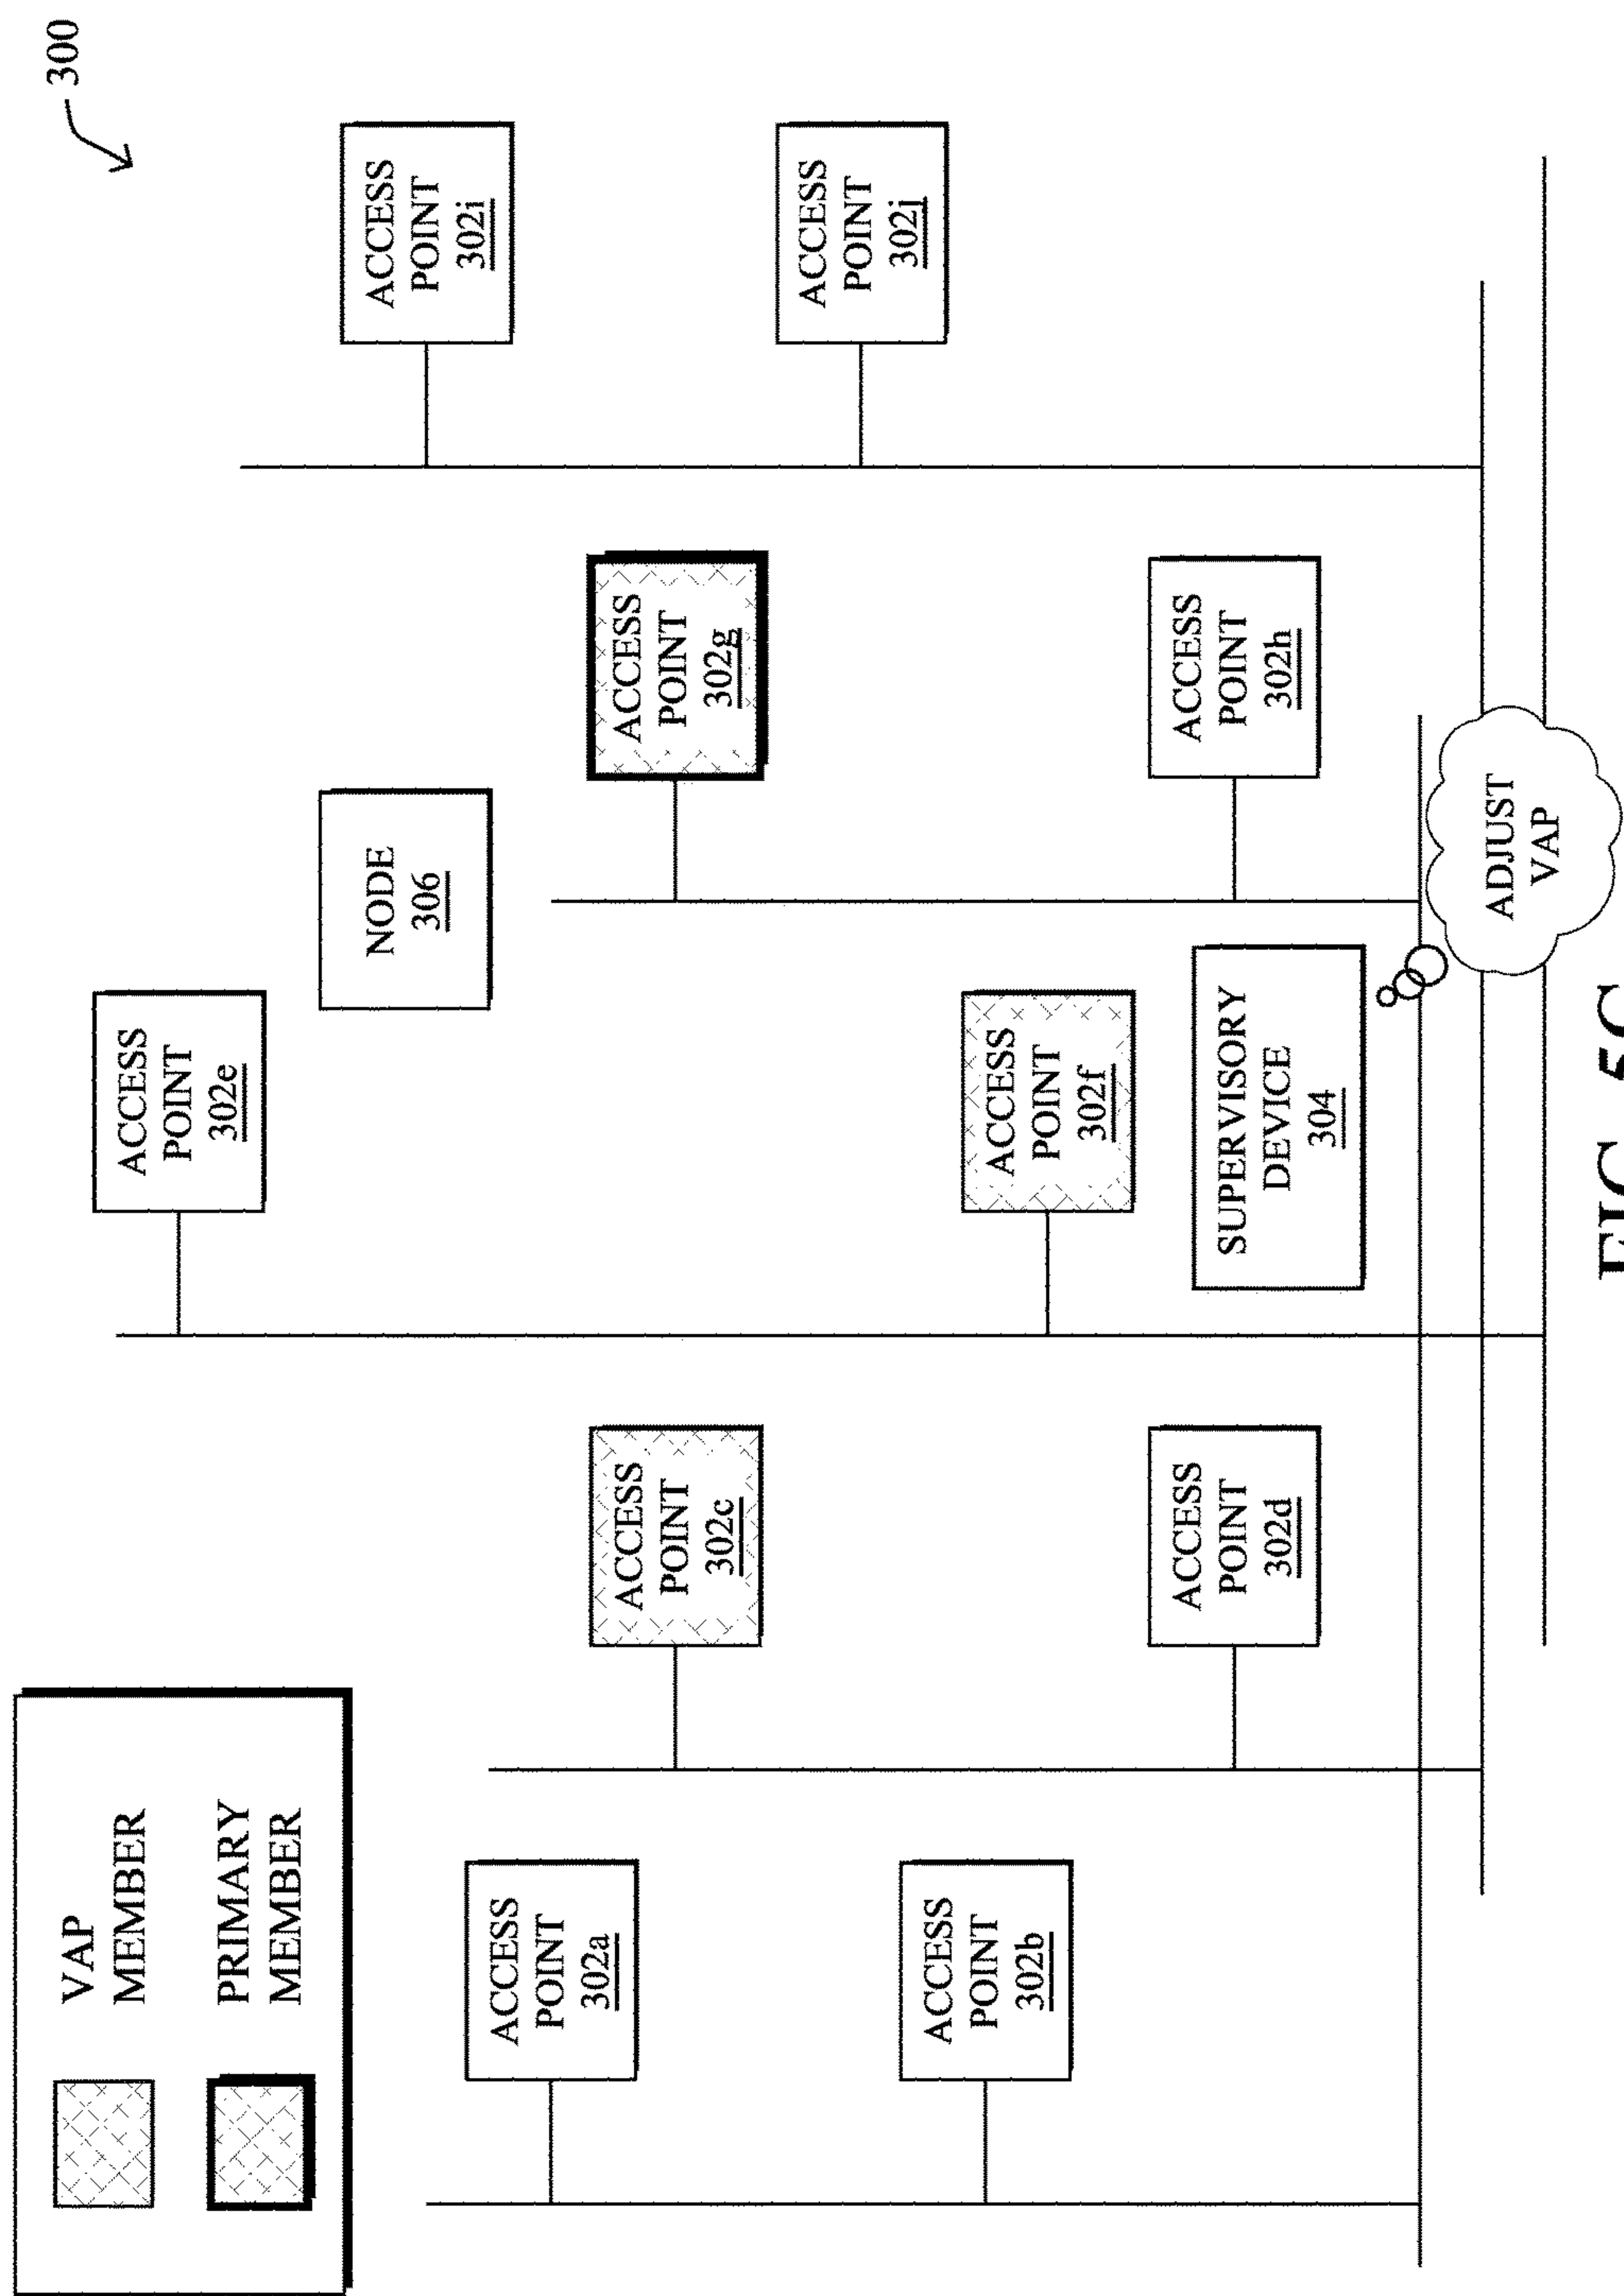 VAP
MEMBER
PRIMARY
MEMBER
300
ACCESS
POINT
302e
NODE
306
ACCESS
POINT
302i
ACCESS
POINT
302a
ACCESS
POINT
302c
ACCESS
POINT
302g
ACCESS
POINT
302j
ACCESS
POINT
302b
ACCESS
POINT
302f
ACCESS
POINT
302d
ACCESS
POINT
302h
SUPERVISORY
DEVICE
304
ADJUST
VAP
FIG. 5C